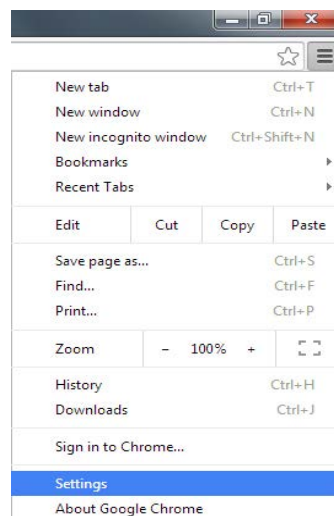 New tab Ctrl+T
New window Ctrl+N
New incognito window Ctrl+Shift+N
Bookmarks
Recent Tabs
Edit Cut Copy Paste
Save page as... Ctrl+S
Find... Ctrl+F
Print... Ctrl+P
Zoom - 100% +
History Ctrl+H
Downloads Ctrl+J
Sign in to Chrome...
Settings
About Google Chrome